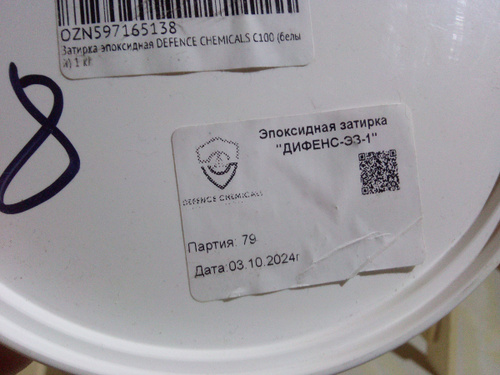 OZN597165138
Затирка эпоксидная DEFENCE CHEMICALS C100 (белы
й) 1 кг
8
Эпоксидная затирка
"ДИФЕНС-ЭЗ-1"
DEFENCE CHEMICALS
Партия: 79
Дата:03.10.2024г